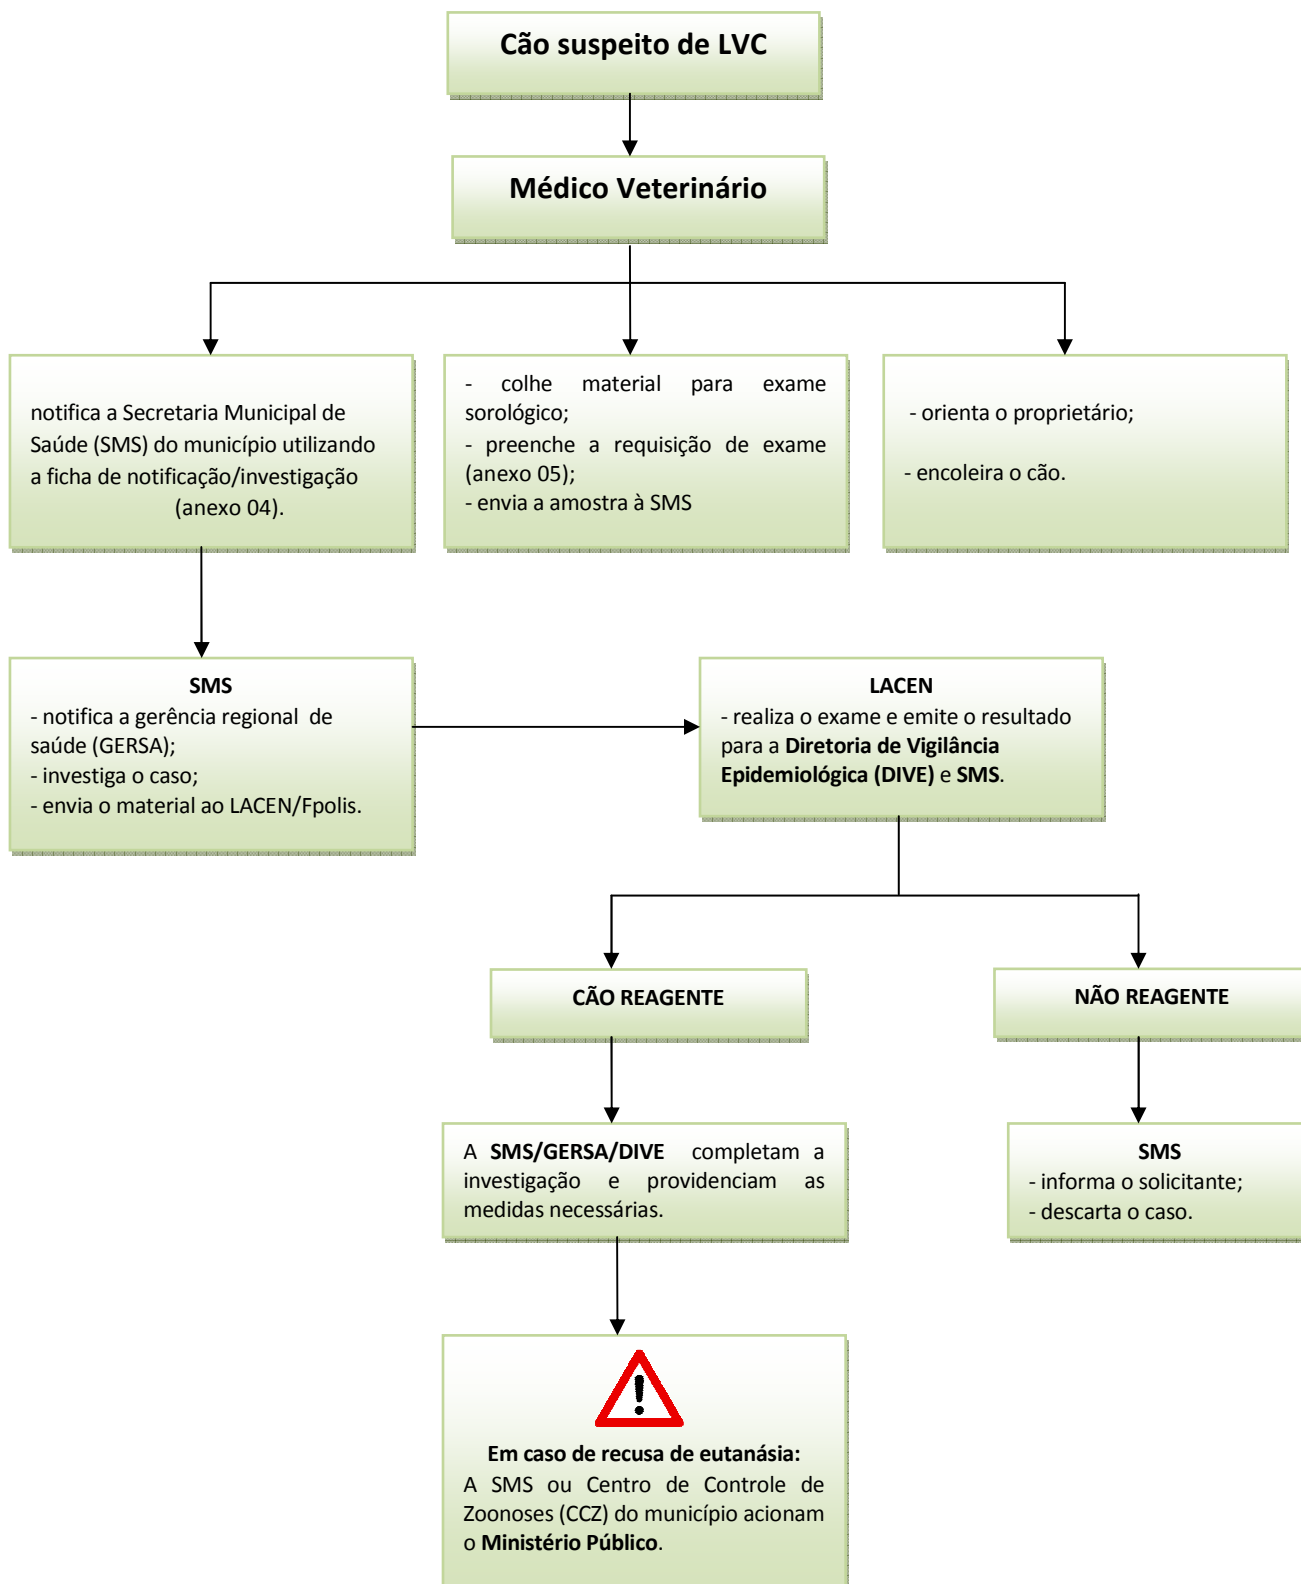 Cão suspeito de LVC
Médico Veterinário
notifica a Secretaria Municipal de
Saúde (SMS) do município utilizando
a ficha de notificação/investigação
(anexo 04).
- colhe material para exame
sorológico;
- preenche a requisição de exame
(anexo 05);
- envia a amostra à SMS
- orienta o proprietário;
- encoleira o cão.
SMS
- notifica a gerência regional de
saúde (GERSA);
- investiga o caso;
- envia o material ao LACEN/Fpolis.
LACEN
- realiza o exame e emite o resultado
para a Diretoria de Vigilância
Epidemiológica (DIVE) e SMS.
CÃO REAGENTE
NÃO REAGENTE
A SMS/GERSA/DIVE completam a
investigação e providenciam as
medidas necessárias.
SMS
- informa o solicitante;
- descarta o caso.
Em caso de recusa de eutanásia:
A SMS ou Centro de Controle de
Zoonoses (CCZ) do município acionam
o Ministério Público.